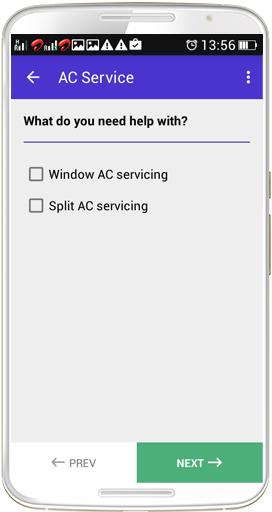 13:56
AC Service
What do you need help with?
Window AC servicing
Split AC servicing
← PREV
NEXT →